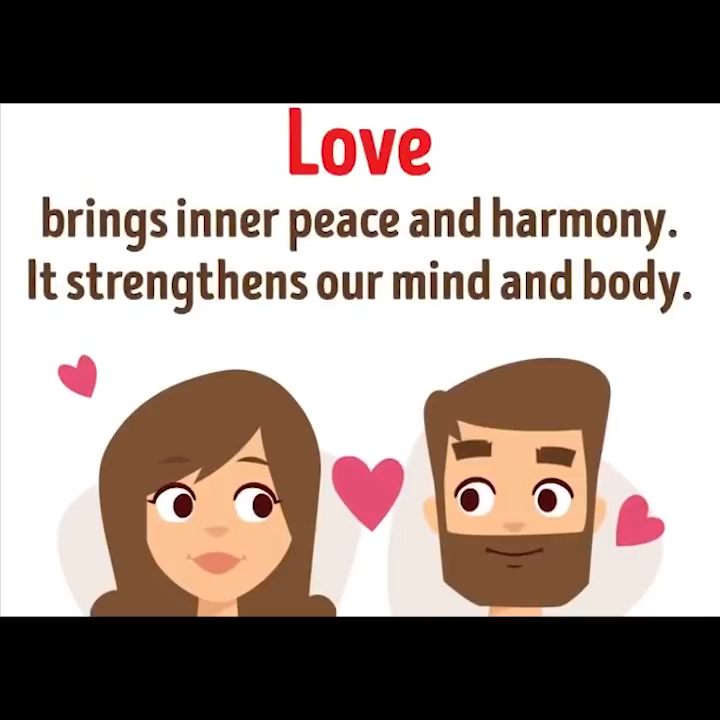 Love
brings inner peace and harmony.
It strengthens our mind and body.